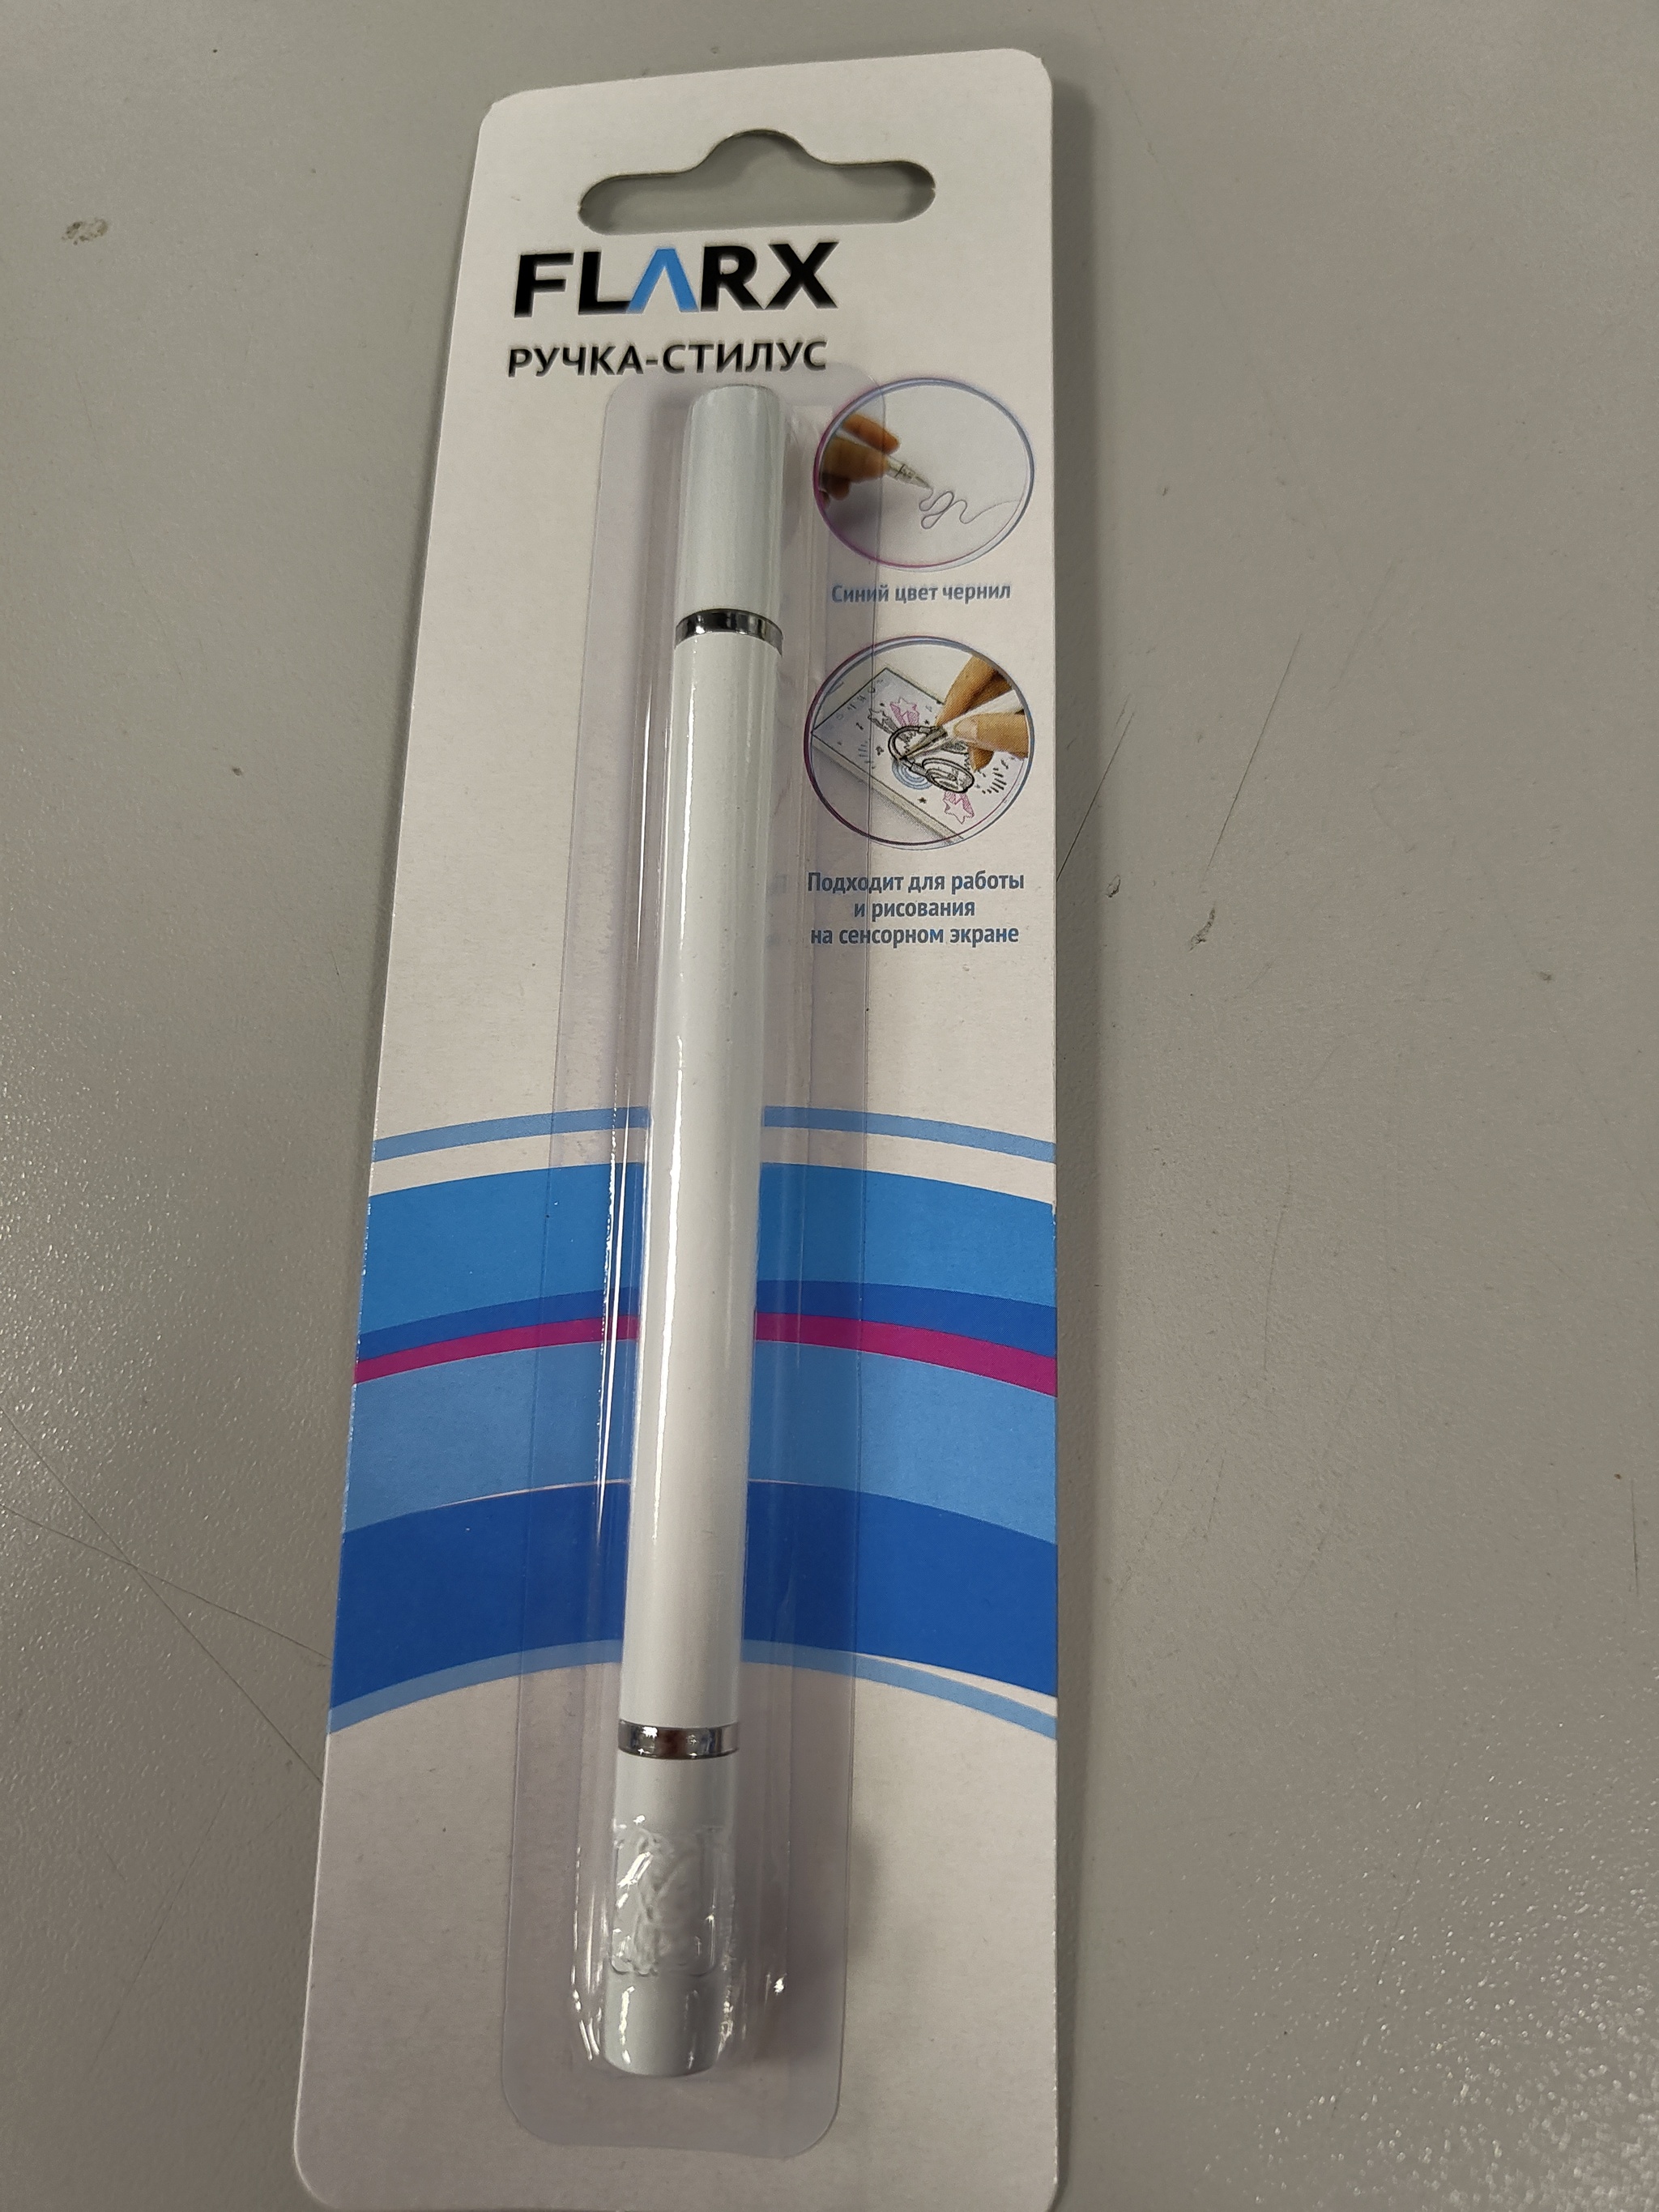 FLARX
РУЧКА-СТИЛУС
Синий цвет чернил
Подходит для работы
и рисования
на сенсорном экране